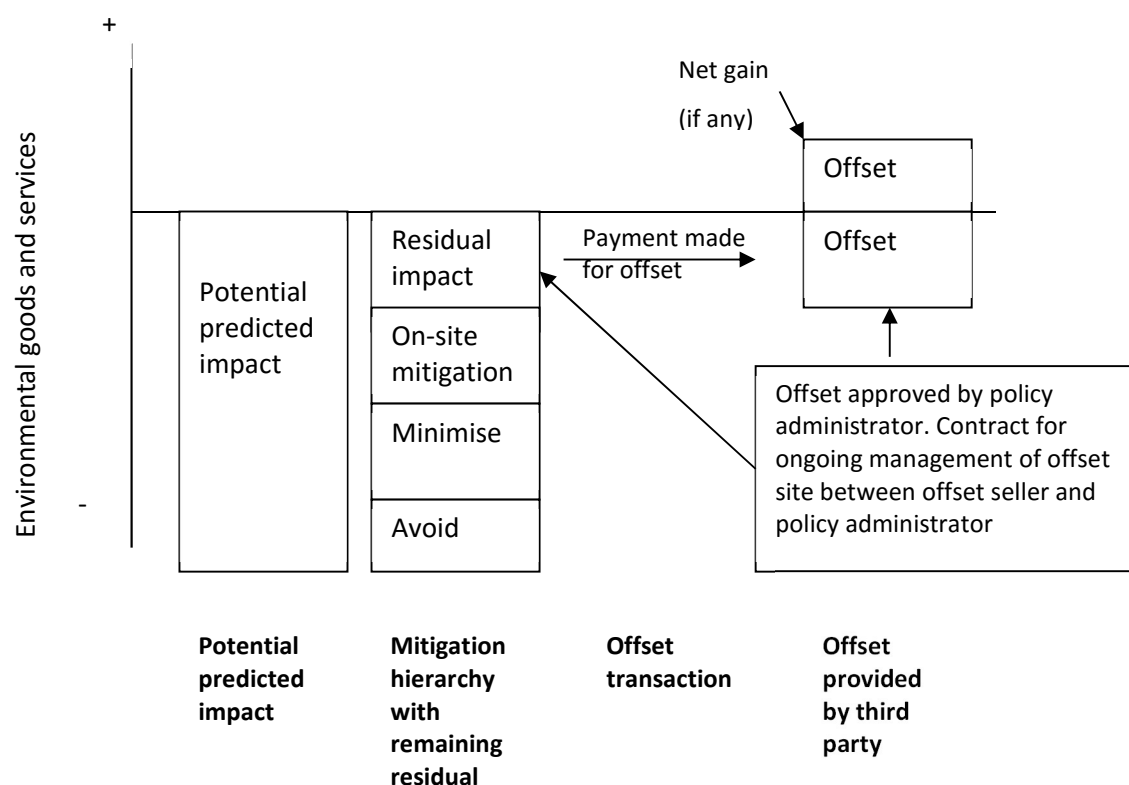 +
Net gain
(if any)
Environmental goods and services
Offset
Potential
predicted
impact
Residual
impact
Payment made
for offset
Offset
On-site
mitigation
Minimise
Avoid
-
Offset approved by policy
administrator. Contract for
ongoing management of offset
site between offset seller and
policy administrator
Potential
predicted
impact
Mitigation
hierarchy
with
remaining
residual
Offset
transaction
Offset
provided
by third
party